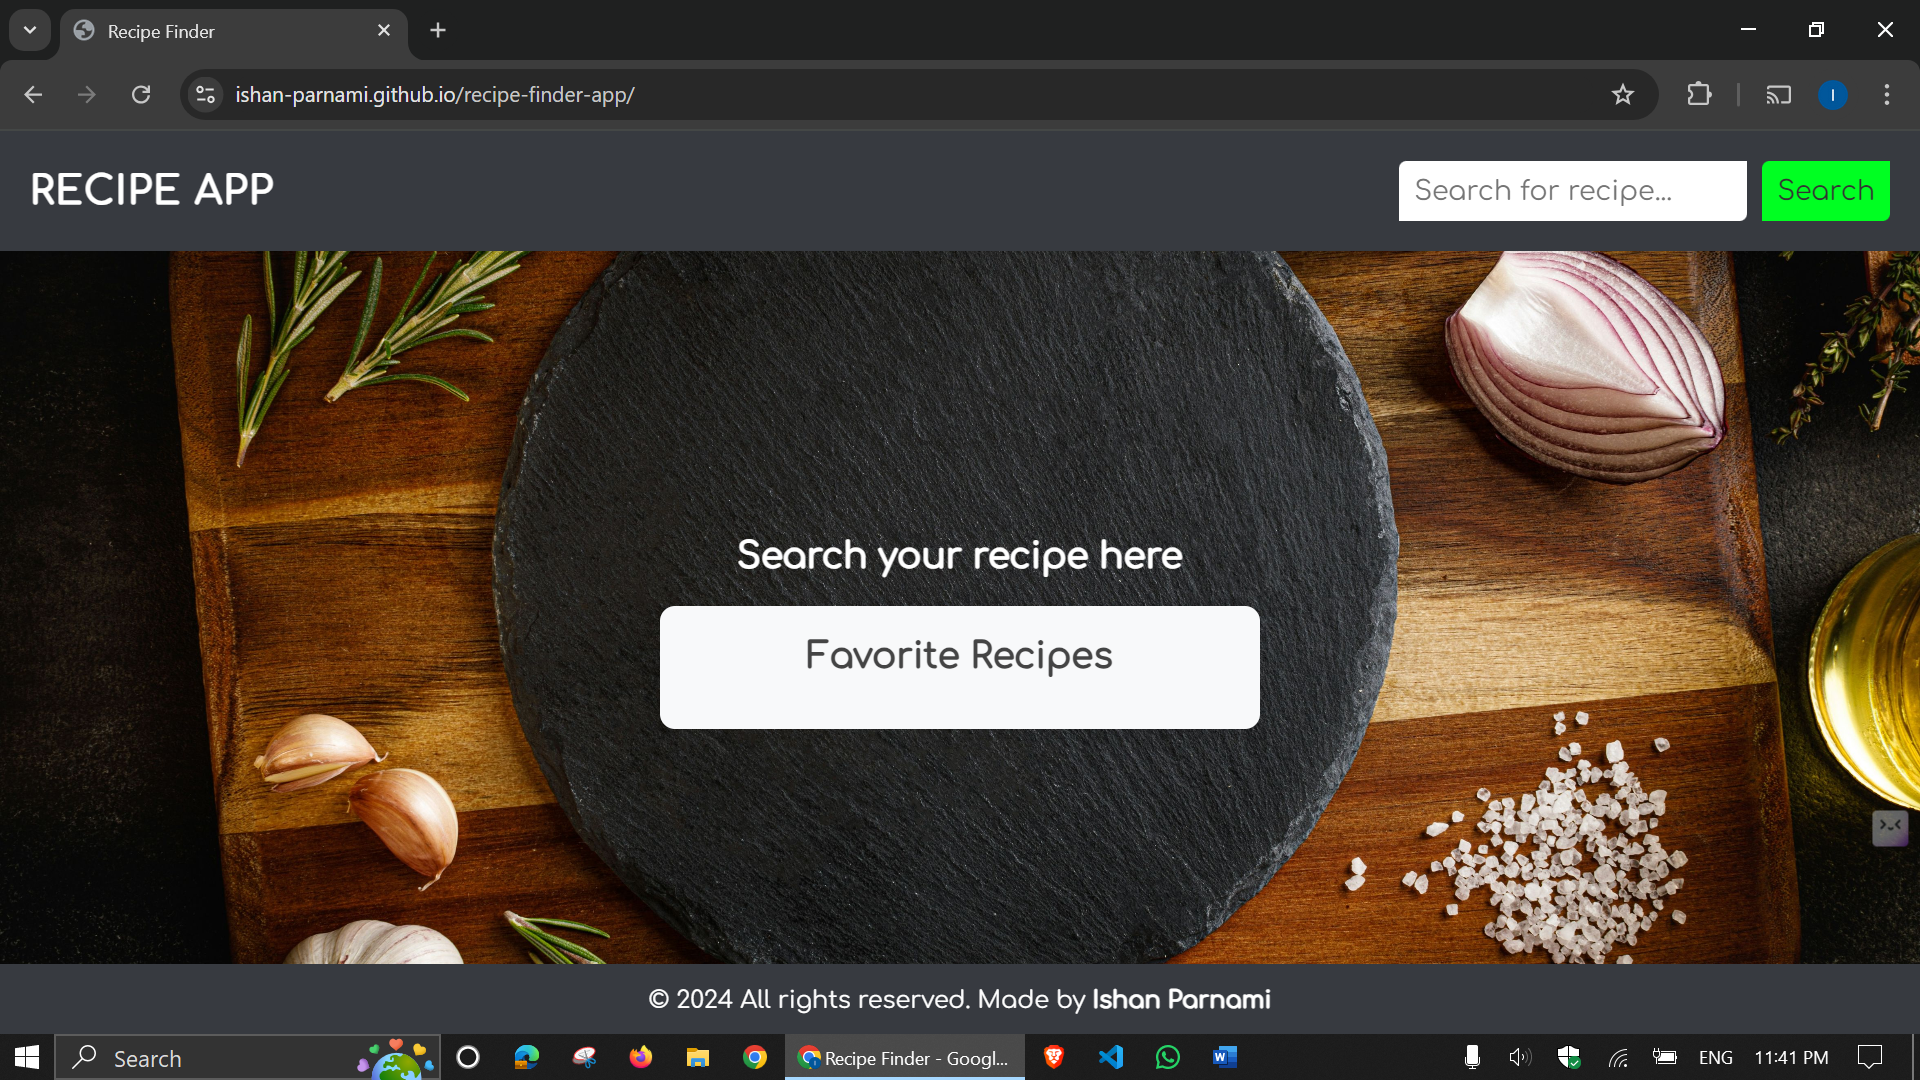 Recipe Finder
ishan-parnami.github.io/recipe-finder-app/
I
RECIPE APP
Search for recipe...
Search
Search your recipe here
Favorite Recipes
© 2024 All rights reserved. Made by Ishan Parnami
Search
Recipe Finder - Googl...
W
ENG
11:41 PM